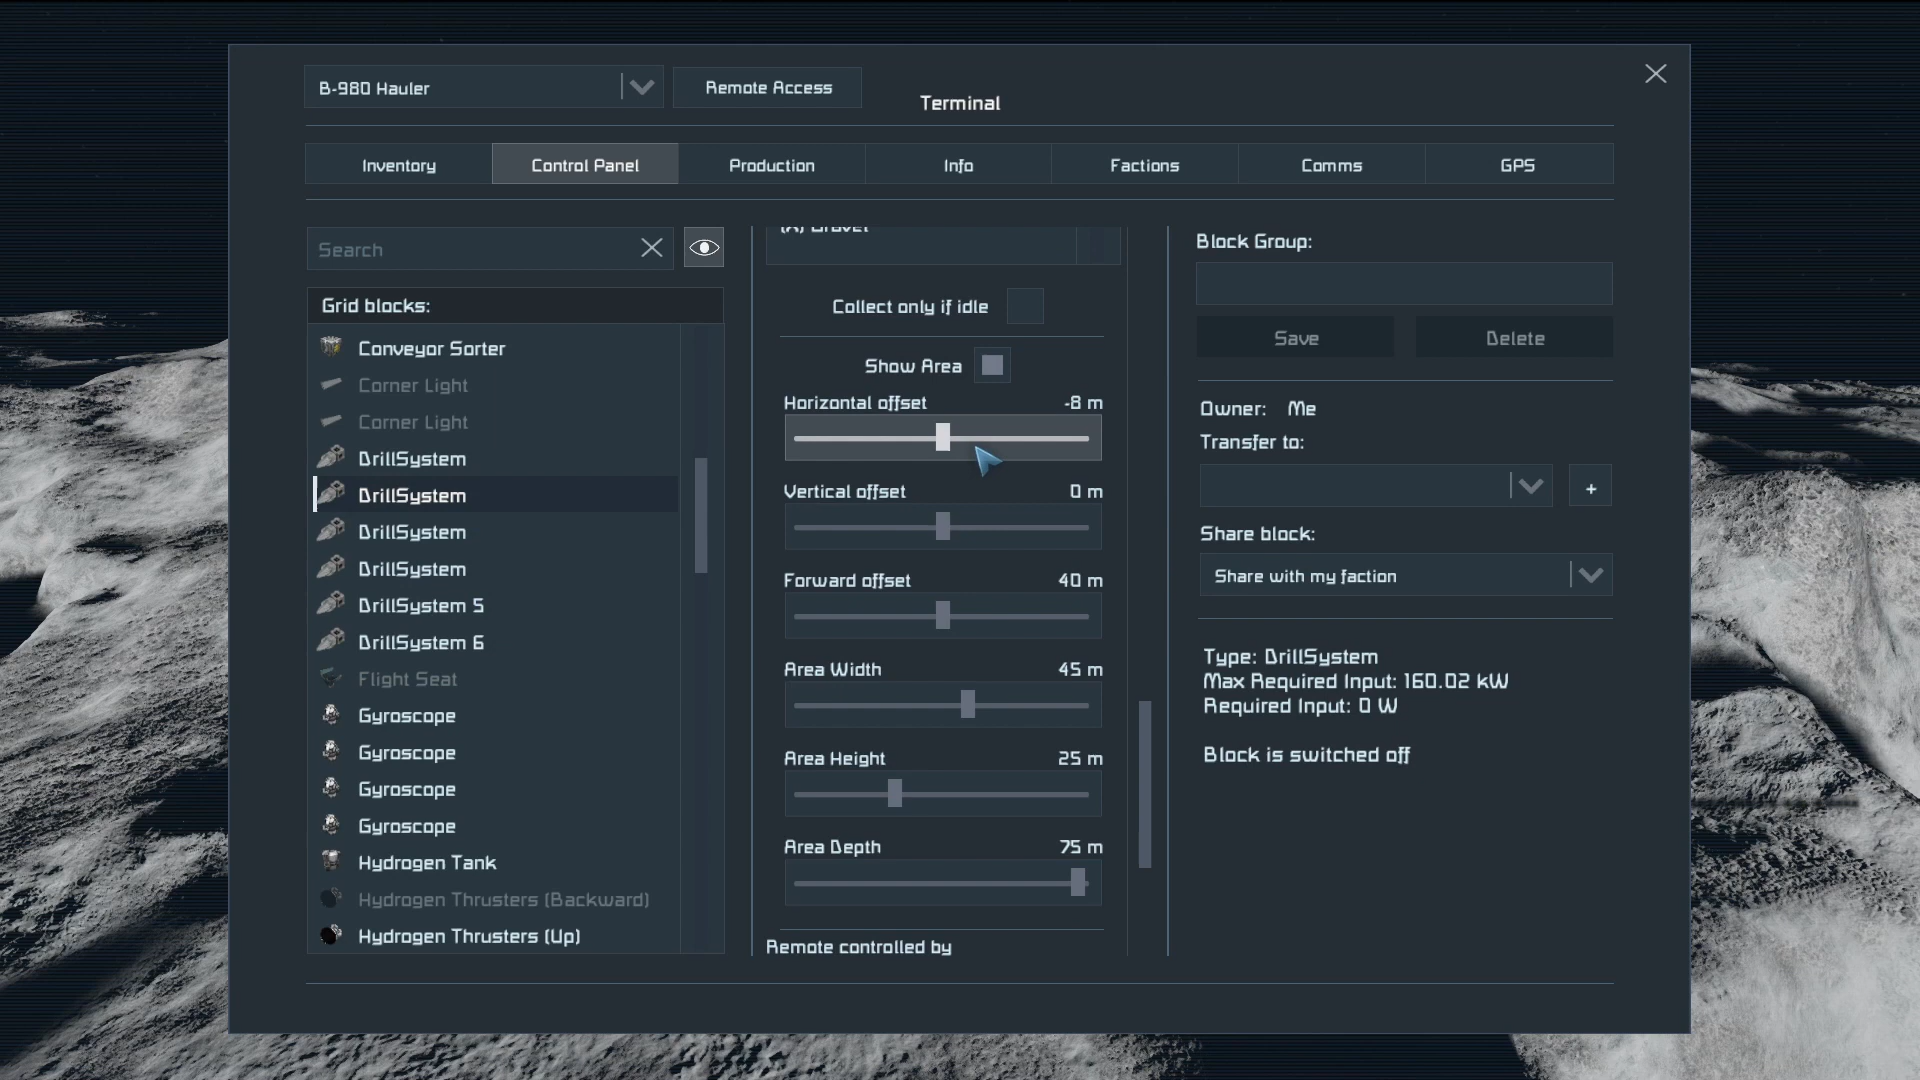 B-980 Hauler
Remote Access
Terminal
Inventory
Control Panel
Production
Info
Factions
Comms
GPS
Search
Grid blocks:
Conveyor Sorter
Corner Light
Corner Light
DrillSystem
DrillSystem
DrillSystem
DrillSystem
DrillSystem 5
DrillSystem 6
Flight Seat
Gyroscope
Gyroscope
Gyroscope
Gyroscope
Hydrogen Tank
Hydrogen Thrusters (Backward)
Hydrogen Thrusters (Up)
(X) Gravel
Collect only if idle
Show Area
Horizontal offset -8 m
Vertical offset 0 m
Forward offset 40 m
Area Width 45 m
Area Height 25 m
Area Depth 75 m
Remote controlled by
Block Group:
Save
Delete
Owner: Me
Transfer to:
+
Share block:
Share with my faction
Type: DrillSystem
Max Required Input: 160.02 kW
Required Input: 0 W
Block is switched off